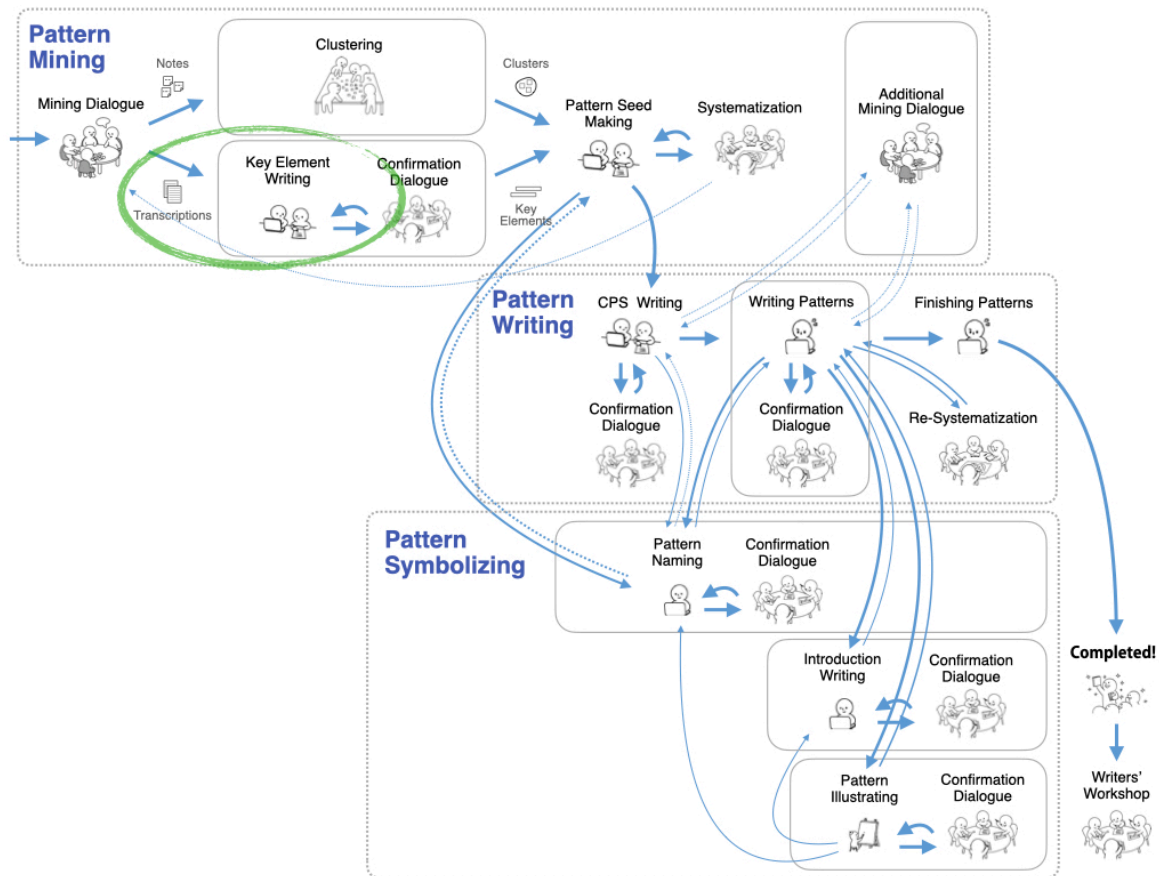 Pattern
Mining
Notes
Clustering
Clusters
Mining Dialogue
Pattern Seed
Making
Systematization
Additional
Mining Dialogue
Transcriptions
Key Element
Writing
Confirmation
Dialogue
Key
Elements
Pattern
Writing
CPS Writing
Writing Patterns
Finishing Patterns
Confirmation
Dialogue
Confirmation
Dialogue
Re-Systematization
Pattern
Symbolizing
Pattern
Naming
Confirmation
Dialogue
Introduction
Writing
Confirmation
Dialogue
Completed!
Pattern
Illustrating
Confirmation
Dialogue
Writers'
Workshop